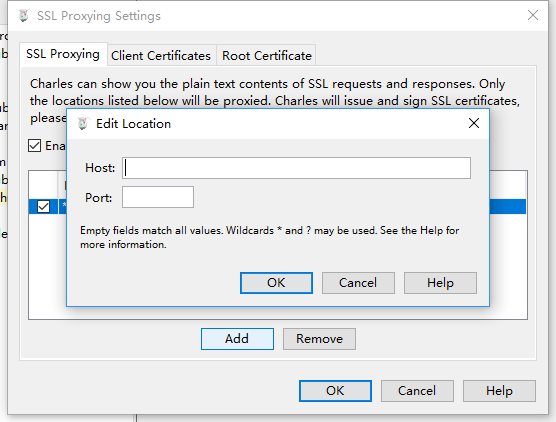 SSL Proxying Settings
SSL Proxying
Client Certificates
Root Certificate
Charles can show you the plain text contents of SSL requests and responses. Only
the locations listed below will be proxied. Charles will issue and sign SSL certificates,
please
Edit Location
Ena
Host:
Port:
*
Empty fields match all values. Wildcards * and ? may be used. See the Help for
more information.
OK
Cancel
Help
Add
Remove
OK
Cancel
Help